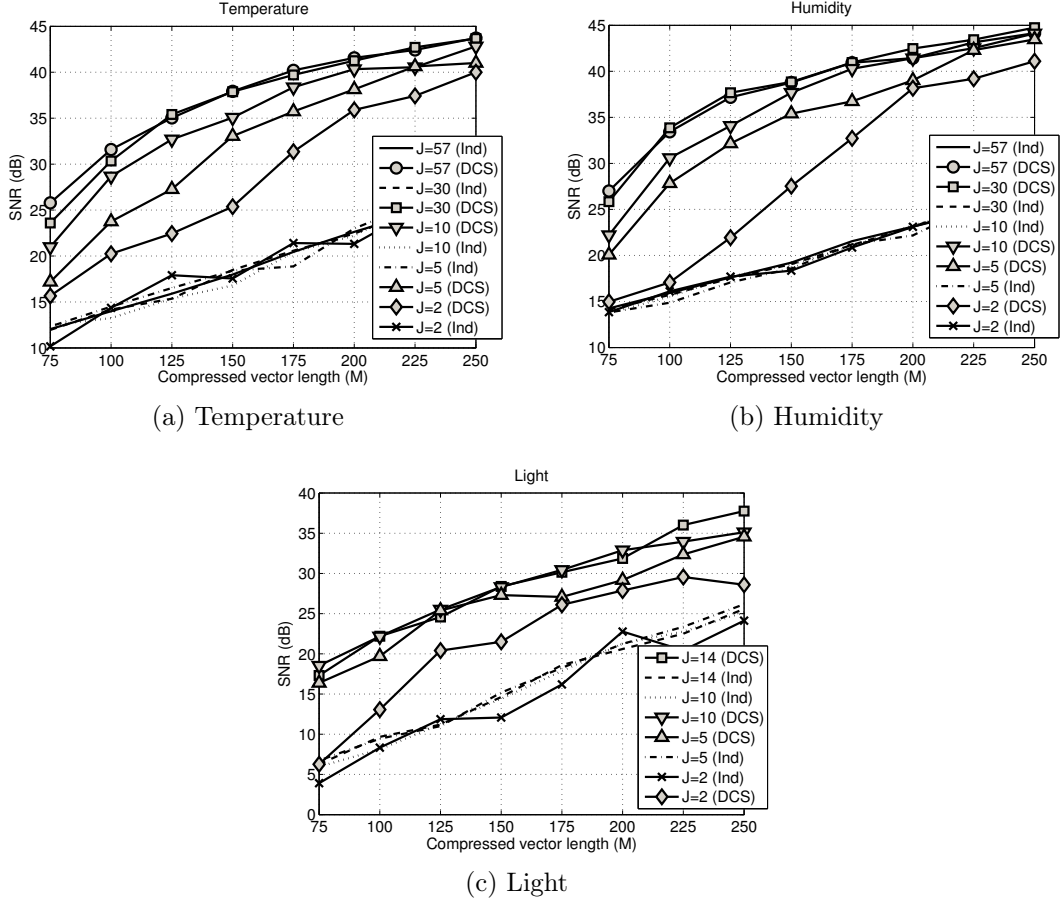 Temperature
45
40
35
30
25
20
15
10
SNR (dB)
75 100 125 150 175 200 225 250
Compressed vector length (M)
J=57 (Ind)
J=57 (DCS)
J=30 (Ind)
J=30 (DCS)
J=10 (DCS)
J=10 (Ind)
J=5 (Ind)
J=5 (DCS)
J=2 (DCS)
J=2 (Ind)
(a) Temperature
Humidity
45
40
35
30
25
20
15
10
SNR (dB)
75 100 125 150 175 200 225 250
Compressed vector length (M)
J=57 (Ind)
J=57 (DCS)
J=30 (DCS)
J=30 (Ind)
J=10 (Ind)
J=10 (DCS)
J=5 (DCS)
J=5 (Ind)
J=2 (DCS)
J=2 (Ind)
(b) Humidity
Light
40
35
30
25
20
15
10
5
0
SNR (dB)
75 100 125 150 175 200 225 250
Compressed vector length (M)
J=14 (DCS)
J=14 (Ind)
J=10 (Ind)
J=10 (DCS)
J=5 (DCS)
J=5 (Ind)
J=2 (Ind)
J=2 (DCS)
(c) Light